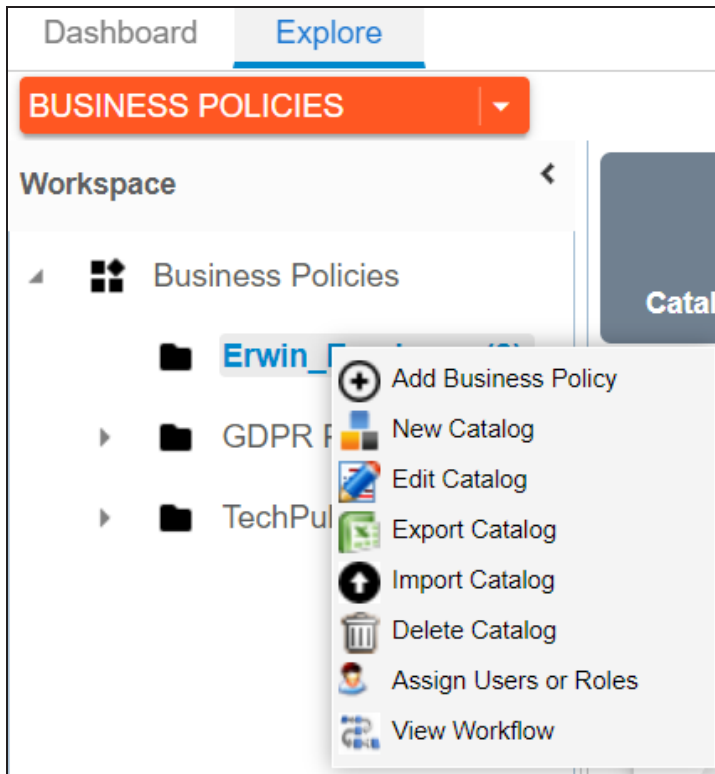 Dashboard
Explore
BUSINESS POLICIES
Workspace
Business Policies
Erwin_
Add Business Policy
New Catalog
GDPR
Edit Catalog
TechPu
Export Catalog
Import Catalog
Delete Catalog
Assign Users or Roles
View Workflow
Catal